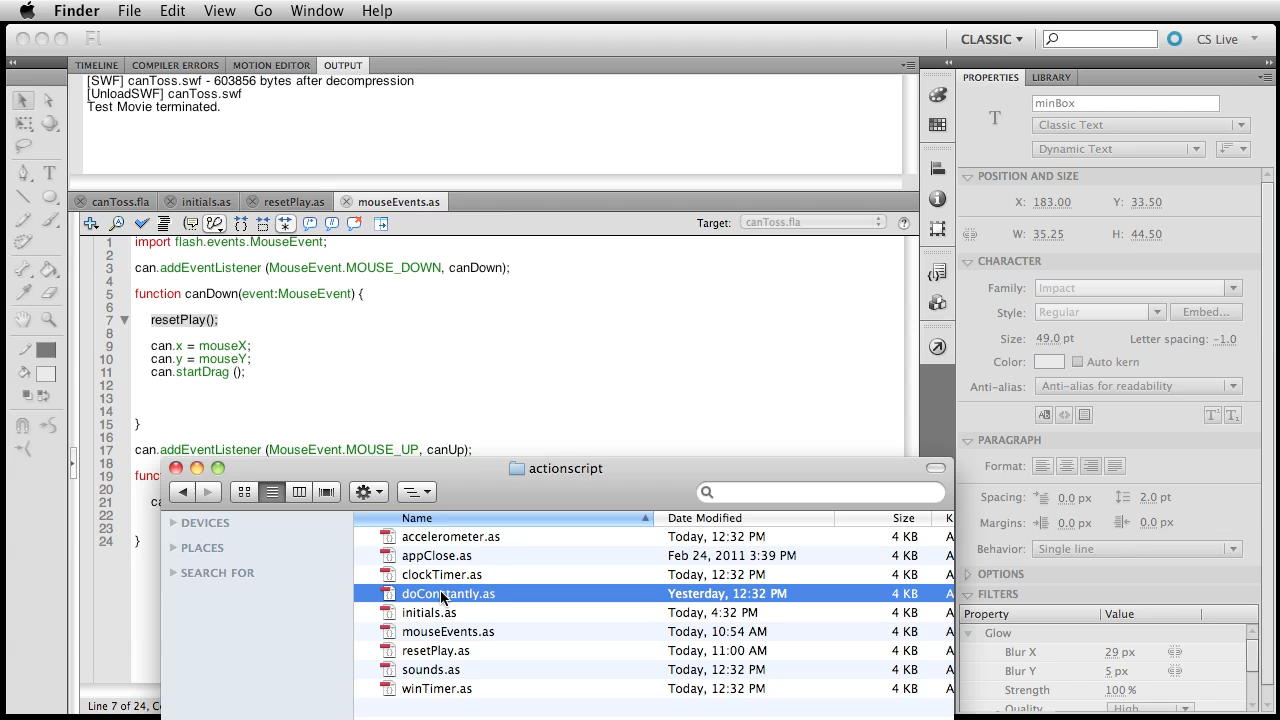 Finder File Edit View Go Window Help
Fl CLASSIC CS Live
TIMELINE COMPILER ERRORS MOTION EDITOR OUTPUT
[SWF] canToss.swf - 603856 bytes after decompression
[UnloadSWF] canToss.swf
Test Movie terminated.
canToss.fla initials.as resetPlay.as mouseEvents.as
Target: canToss.fla
1 import flash.events.MouseEvent;
2
3 can.addEventListener (MouseEvent.MOUSE_DOWN, canDown);
4
5 function canDown(event:MouseEvent) {
6
7 resetPlay();
8
9 can.x = mouseX;
10 can.y = mouseY;
11 can.startDrag ();
12
13
14
15 }
16
17 can.addEventListener (MouseEvent.MOUSE_UP, canUp);
18
19 func
20
21 ca
22
23
24 }
Line 7 of 24, C
actionscript
DEVICES
PLACES
SEARCH FOR
Name Date Modified Size K
accelerometer.as Today, 12:32 PM 4 KB A
appClose.as Feb 24, 2011 3:39 PM 4 KB A
clockTimer.as Today, 12:32 PM 4 KB A
doConstantly.as Yesterday, 12:32 PM 4 KB A
initials.as Today, 4:32 PM 4 KB A
mouseEvents.as Today, 10:54 AM 4 KB A
resetPlay.as Today, 11:00 AM 4 KB A
sounds.as Today, 12:32 PM 4 KB A
winTimer.as Today, 12:32 PM 4 KB A
PROPERTIES LIBRARY
T minBox
Classic Text
Dynamic Text
POSITION AND SIZE
X: 183.00 Y: 33.50
W: 35.25 H: 44.50
CHARACTER
Family: Impact
Style: Regular Embed...
Size: 49.0 pt Letter spacing: -1.0
Color: Auto kern
Anti-alias: Anti-alias for readability
PARAGRAPH
Format:
Spacing: 0.0 px 2.0 pt
Margins: 0.0 px 0.0 px
Behavior: Single line
OPTIONS
FILTERS
Property Value
Glow
Blur X 29 px
Blur Y 5 px
Strength 100 %
Quality High